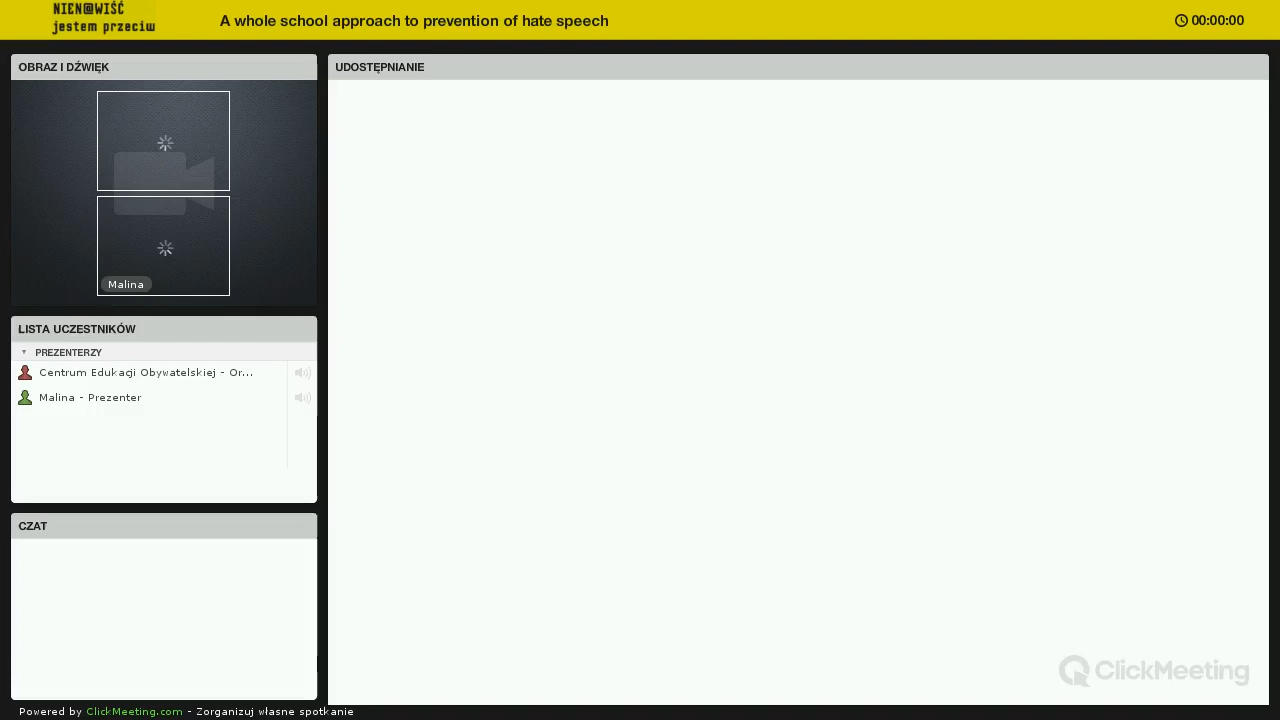 NIEN@WIŚĆ
jestem przeciw
A whole school approach to prevention of hate speech
00:00:00
OBRAZ I DŹWIĘK
Malina
LISTA UCZESTNIKÓW
PREZENTERZY
Centrum Edukacji Obywatelskiej - Or...
Malina - Prezenter
CZAT
UDOSTĘPNIANIE
ClickMeeting
Powered by ClickMeeting.com - Zorganizuj własne spotkanie